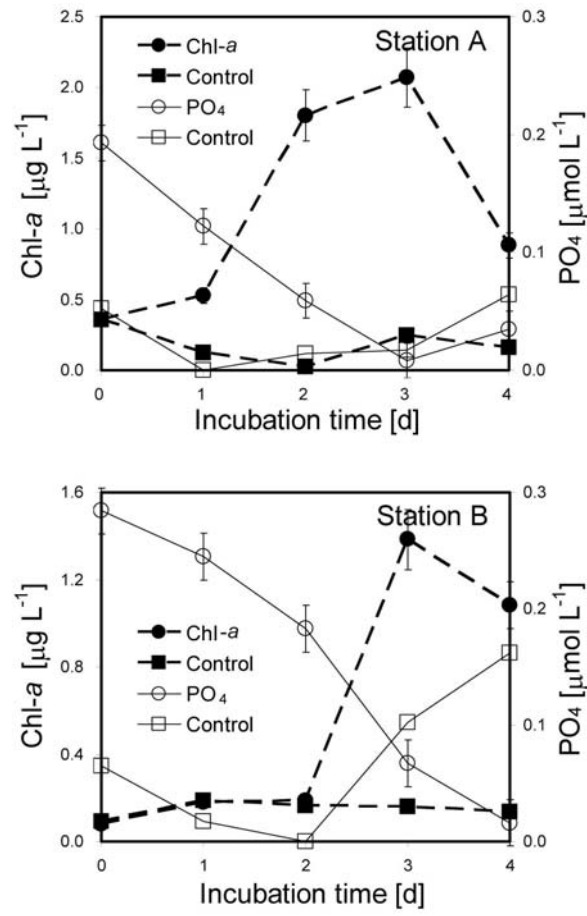 Station A
Chl-a
Control
PO₄
Control
Chl-a [µg L⁻¹]
2.5
2.0
1.5
1.0
0.5
0.0
PO₄ [µmol L⁻¹]
0.3
0.2
0.1
0.0
0 1 2 3 4
Incubation time [d]
Station B
Chl-a
Control
PO₄
Control
Chl-a [µg L⁻¹]
1.6
1.2
0.8
0.4
0.0
PO₄ [µmol L⁻¹]
0.3
0.2
0.1
0.0
0 1 2 3 4
Incubation time [d]